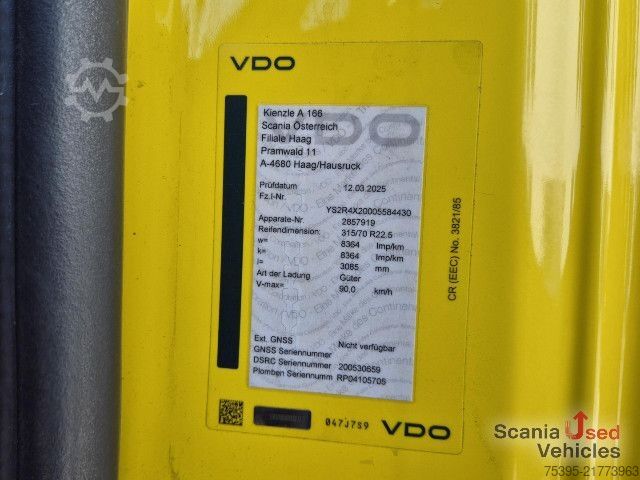 VDO
Kienzle A 166
Scania Österreich
Filiale Haag
Pramwald 11
A-4680 Haag/Hausruck
Prüfdatum 12.03.2025
Fz.I-Nr. YS2R4X20005584430
Apparate-Nr. 2857919
Reifendimension: 315/70 R22.5
w= 8364 Imp/km
k= 8364 Imp/km
l= 3085 mm
Art der Ladung Güter
V-max= 90,0 km/h
Ext. GNSS Nicht verfügbar
GNSS Seriennummer
DSRC Seriennummer 200530659
Plomben Seriennumm RP04105705
047J7S9 VDO
CR (EEC) No. 3821/85
Scania Used
Vehicles
75395-21773963